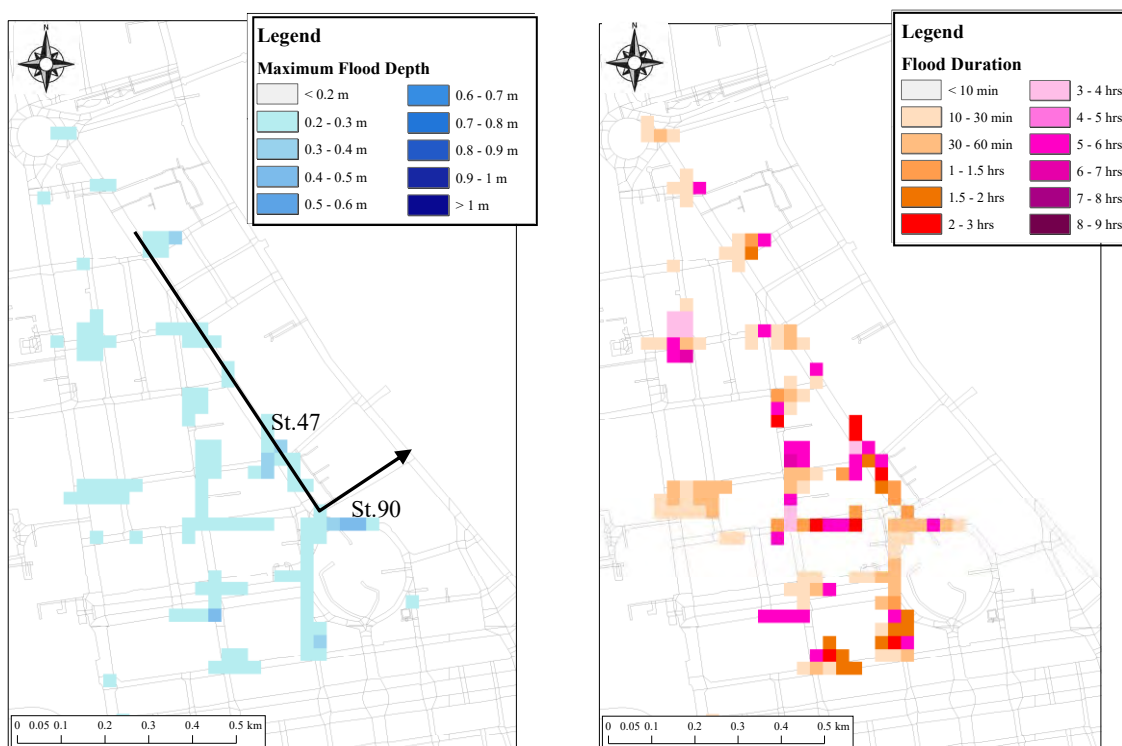 N
Legend
Maximum Flood Depth
< 0.2 m
0.2 - 0.3 m
0.3 - 0.4 m
0.4 - 0.5 m
0.5 - 0.6 m
0.6 - 0.7 m
0.7 - 0.8 m
0.8 - 0.9 m
0.9 - 1 m
> 1 m
St.47
St.90
0 0.05 0.1 0.2 0.3 0.4 0.5 km
N
Legend
Flood Duration
< 10 min
10 - 30 min
30 - 60 min
1 - 1.5 hrs
1.5 - 2 hrs
2 - 3 hrs
3 - 4 hrs
4 - 5 hrs
5 - 6 hrs
6 - 7 hrs
7 - 8 hrs
8 - 9 hrs
0 0.05 0.1 0.2 0.3 0.4 0.5 km